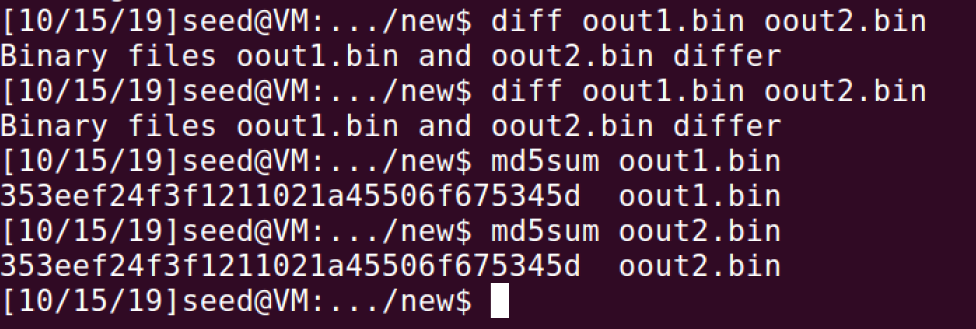 [10/15/19]seed@VM:.../new$ diff oout1.bin oout2.bin
Binary files oout1.bin and oout2.bin differ
[10/15/19]seed@VM:.../new$ diff oout1.bin oout2.bin
Binary files oout1.bin and oout2.bin differ
[10/15/19]seed@VM:.../new$ md5sum oout1.bin
353eef24f3f1211021a45506f675345d  oout1.bin
[10/15/19]seed@VM:.../new$ md5sum oout2.bin
353eef24f3f1211021a45506f675345d  oout2.bin
[10/15/19]seed@VM:.../new$